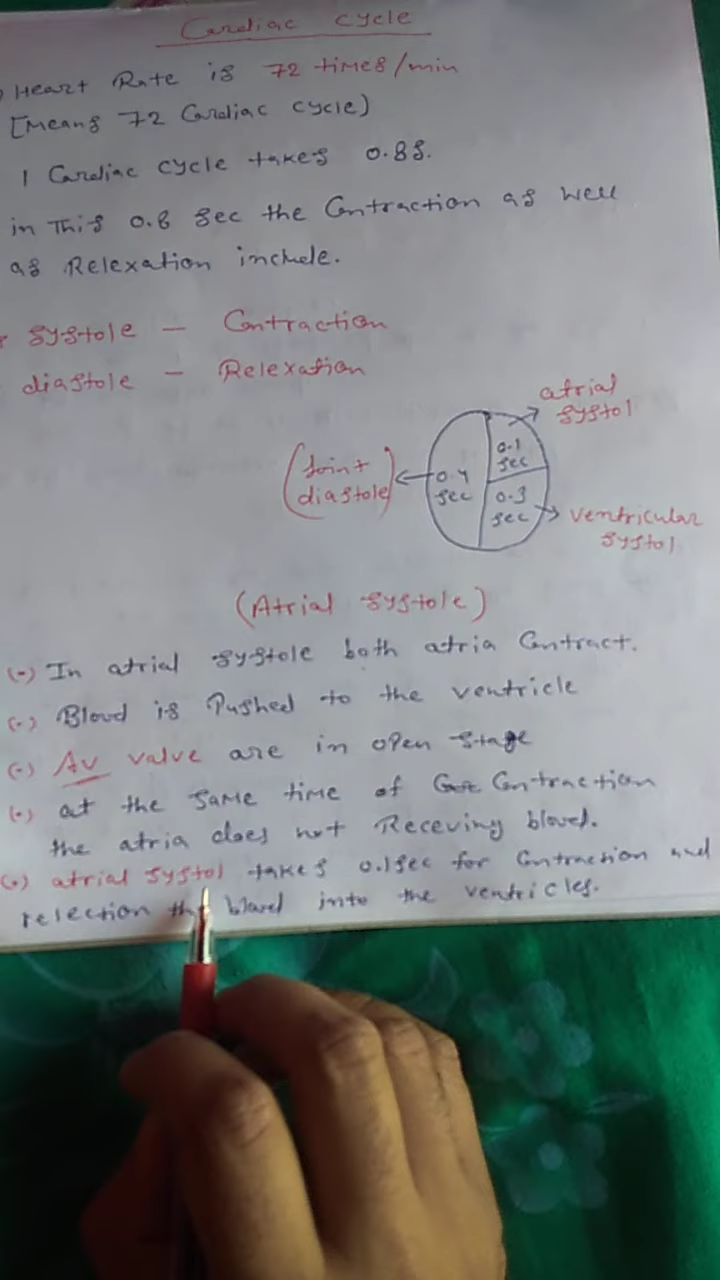 Cardiac cycle
Heart Rate is 72 times/min
[Means 72 Cardiac cycle)
1 Cardiac cycle takes 0.8s.
in This 0.8 sec the Contraction as well
as Relexation include.
systole - Contraction
diastole - Relexation
atrial
systol
0.1
sec
(Joint
diastole)
0.4
sec
0.3
sec
ventricular
systol
(Atrial systole)
(-) In atrial systole both atria Contract.
(-) Blood is Pushed to the ventricle
(-) AV valve are in open stage
(-) at the same time of Contraction
the atria does not Receving blood.
(-) atrial systol takes 0.1sec for Contraction and
relection the blood into the ventricles.